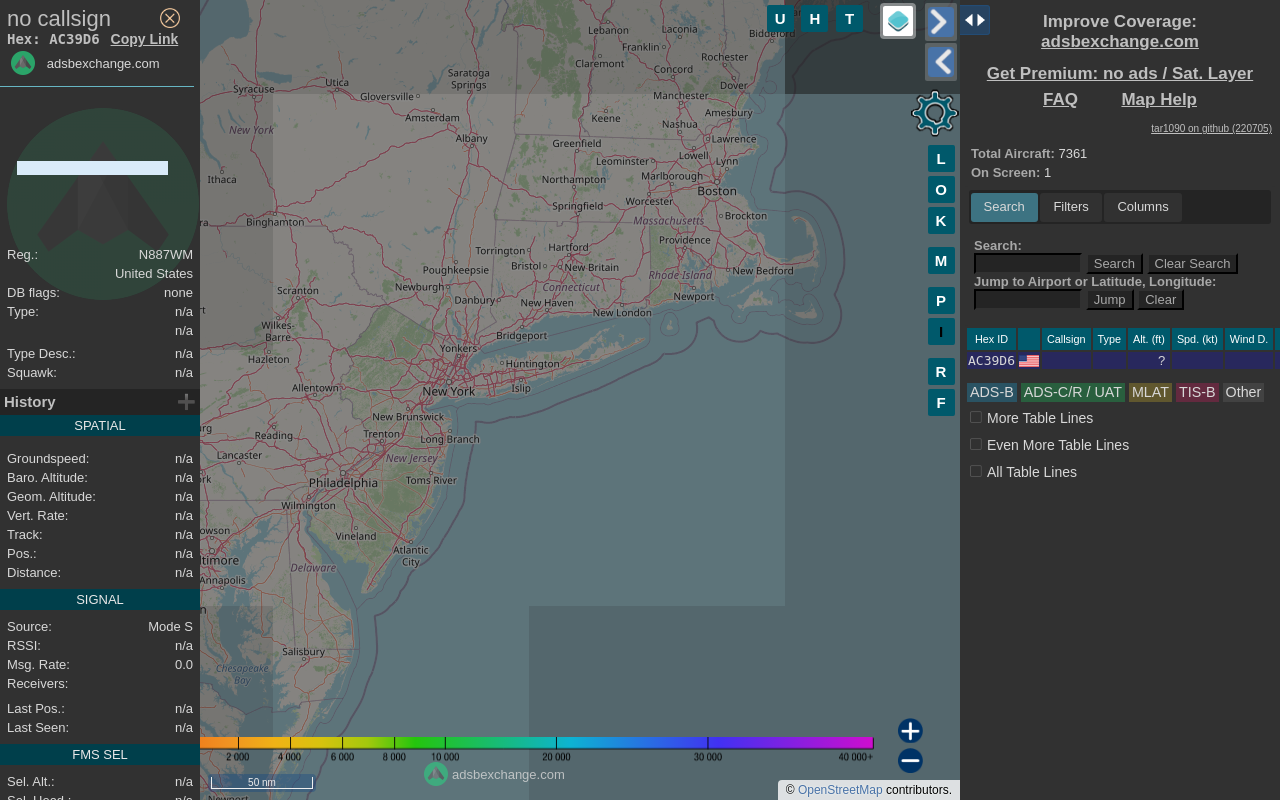 no callsign
Hex: AC39D6 Copy Link
adsbexchange.com
Reg.: N887WM
United States
DB flags: none
Type: n/a
n/a
Type Desc.: n/a
Squawk: n/a
History
SPATIAL
Groundspeed: n/a
Baro. Altitude: n/a
Geom. Altitude: n/a
Vert. Rate: n/a
Track: n/a
Pos.: n/a
Distance: n/a
SIGNAL
Source: Mode S
RSSI: n/a
Msg. Rate: 0.0
Receivers:
Last Pos.: n/a
Last Seen: n/a
FMS SEL
Sel. Alt.: n/a
U H T
L
O
K
M
P
I
R
F
Lebanon
Laconia
Franklin
Biddeford
Claremont
Concord
Rochester
Dover
Saratoga
Springs
Utica
Syracuse
Gloversville
Manchester
Amsterdam
Keene
Amesbury
Nashua
New York
Albany
Greenfield
Lawrence
Leominster
Lowell
Lynn
Ithaca
Northampton
Marlborough
Boston
Springfield
Worcester
Binghamton
Massachusetts
Brockton
Torrington
Hartford
Providence
Bristol
New Britain
Poughkeepsie
Rhode Island
New Bedford
Newburgh
Connecticut
Scranton
Danbury
New Haven
Newport
New London
Wilkes-
Barre
Bridgeport
Yonkers
Hazleton
Huntington
Allentown
New York
Islip
New Brunswick
Reading
Trenton
Long Branch
Lancaster
New Jersey
Philadelphia
Toms River
Wilmington
Vineland
Atlantic
City
Delaware
Annapolis
Salisbury
Chesapeake
Bay
2 000 4 000 6 000 8 000 10 000 20 000 30 000 40 000+
50 nm
adsbexchange.com
© OpenStreetMap contributors.
Improve Coverage:
adsbexchange.com
Get Premium: no ads / Sat. Layer
FAQ Map Help
tar1090 on github (220705)
Total Aircraft: 7361
On Screen: 1
Search Filters Columns
Search:
Search Clear Search
Jump to Airport or Latitude, Longitude:
Jump Clear
Hex ID Callsign Type Alt. (ft) Spd. (kt) Wind D.
AC39D6 ?
ADS-B ADS-C/R / UAT MLAT TIS-B Other
More Table Lines
Even More Table Lines
All Table Lines